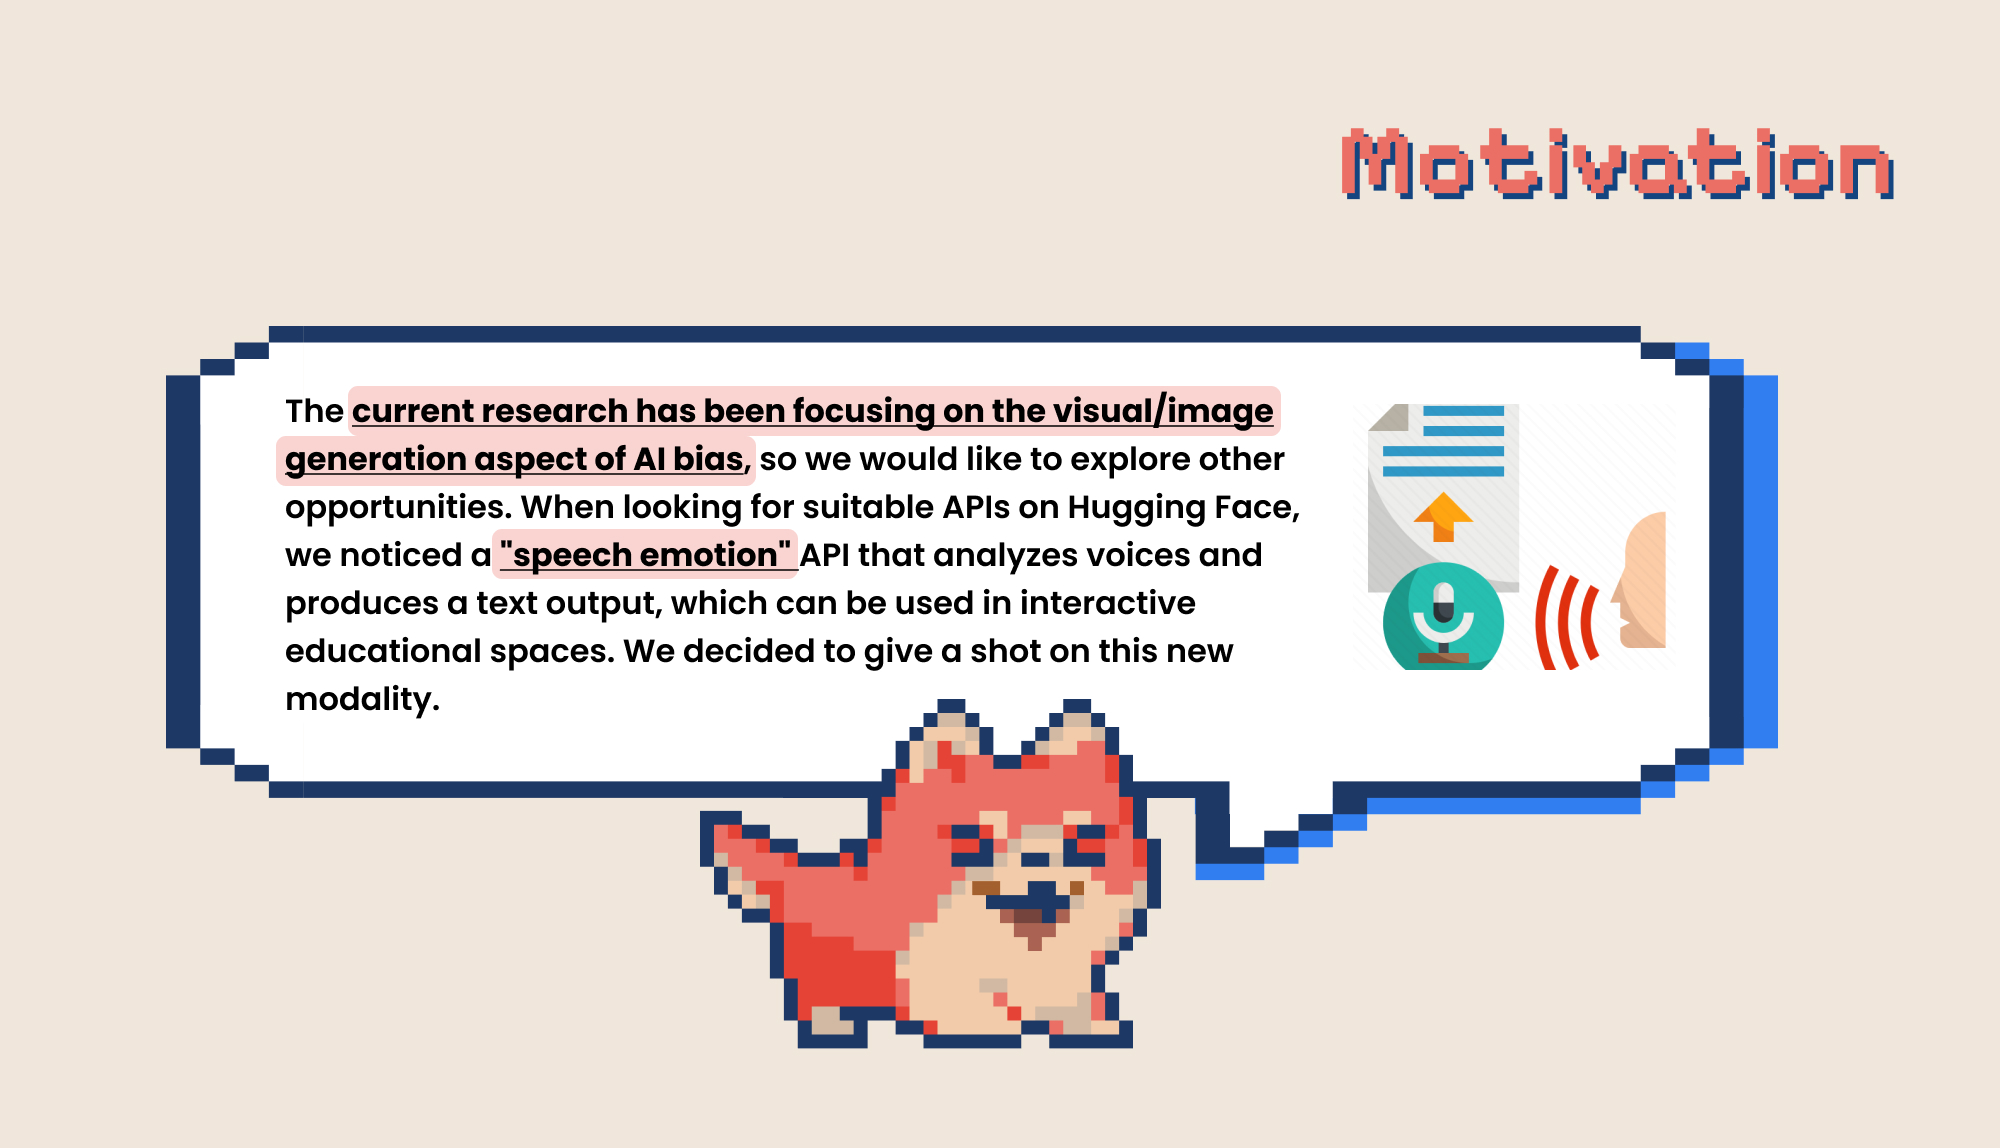 Motivation
The current research has been focusing on the visual/image
generation aspect of AI bias, so we would like to explore other
opportunities. When looking for suitable APIs on Hugging Face,
we noticed a "speech emotion" API that analyzes voices and
produces a text output, which can be used in interactive
educational spaces. We decided to give a shot on this new
modality.